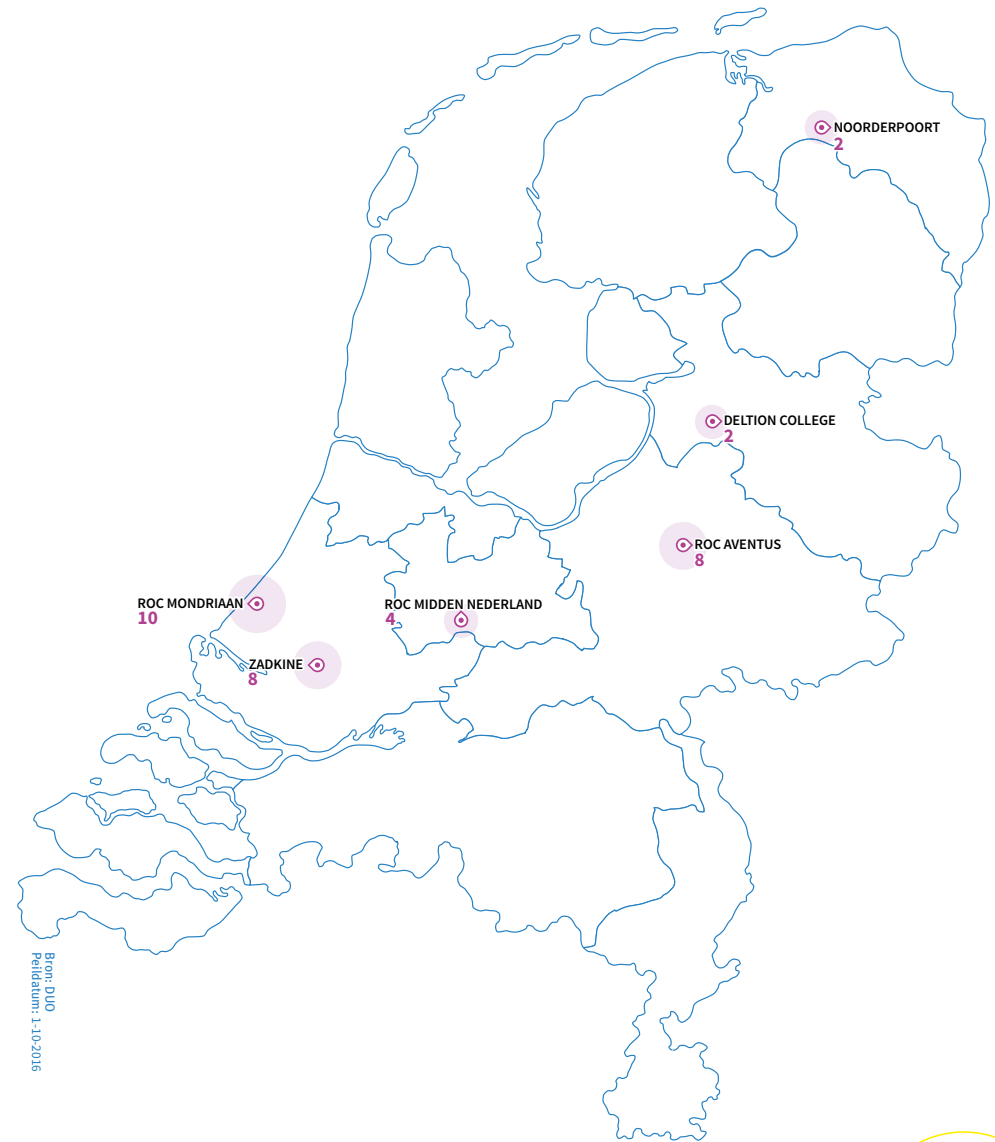 NOORDERPOORT
2
DELTION COLLEGE
2
ROC AVENTUS
8
ROC MONDRIAAN
10
ROC MIDDEN NEDERLAND
4
ZADKINE
8
Bron: DUO
Peildatum: 1-10-2016